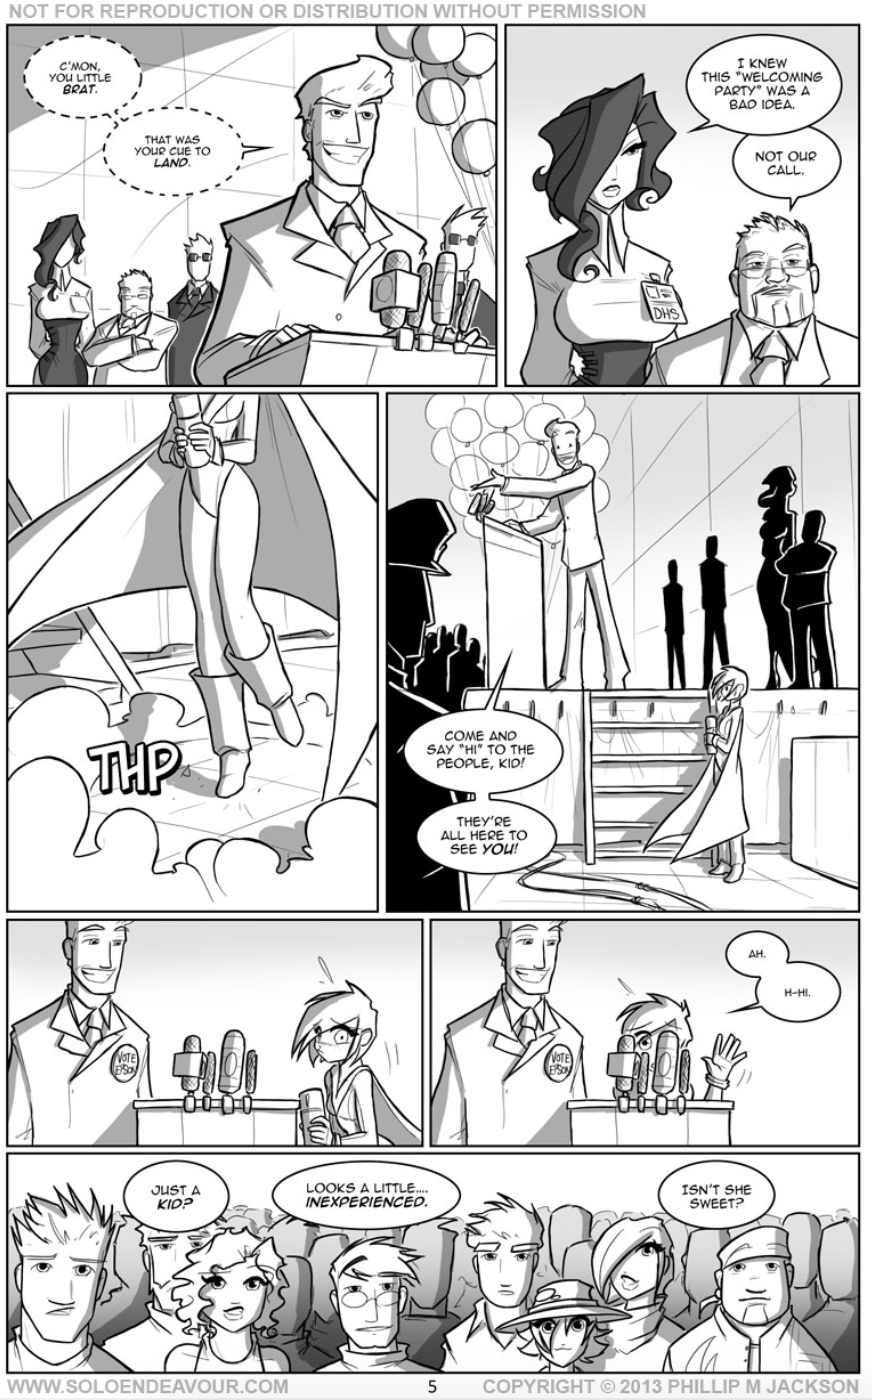 NOT FOR REPRODUCTION OR DISTRIBUTION WITHOUT PERMISSION
C'MON,
YOU LITTLE
BRAT.
THAT WAS
YOUR CUE TO
LAND.
I KNEW
THIS "WELCOMING
PARTY" WAS A
BAD IDEA.
NOT OUR
CALL.
DHS
THP
COME AND
SAY "HI" TO THE
PEOPLE, KID!
THEY'RE
ALL HERE TO
SEE YOU!
VOTE
EPSON
AH.
H-HI.
VOTE
EPSON
JUST A
KID?
LOOKS A LITTLE....
INEXPERIENCED.
ISN'T SHE
SWEET?
WWW.SOLOENDEAVOUR.COM
5
COPYRIGHT © 2013 PHILLIP M JACKSON